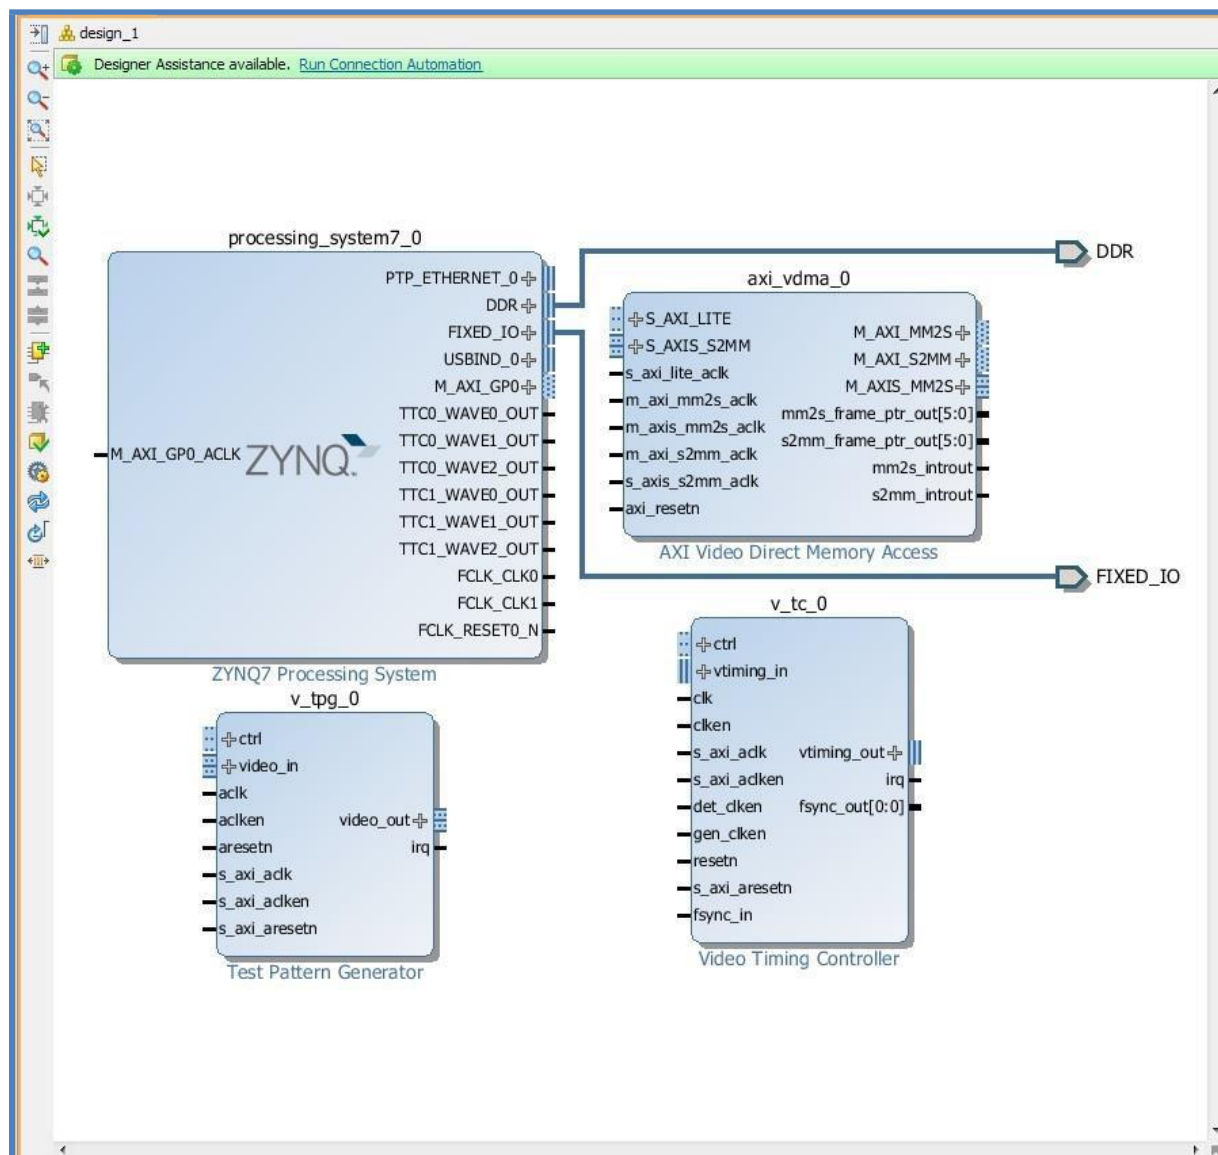 design_1
Designer Assistance available. Run Connection Automation
processing_system7_0
PTP_ETHERNET_0
DDR
FIXED_IO
USBIND_0
M_AXI_GP0
TTC0_WAVE0_OUT
TTC0_WAVE1_OUT
TTC0_WAVE2_OUT
TTC1_WAVE0_OUT
TTC1_WAVE1_OUT
TTC1_WAVE2_OUT
FCLK_CLK0
FCLK_CLK1
FCLK_RESET0_N
M_AXI_GP0_ACLK
ZYNQ
ZYNQ7 Processing System
DDR
axi_vdma_0
S_AXI_LITE
S_AXIS_S2MM
s_axi_lite_aclk
m_axi_mm2s_aclk
m_axis_mm2s_aclk
m_axi_s2mm_aclk
s_axis_s2mm_aclk
axi_resetn
M_AXI_MM2S
M_AXI_S2MM
M_AXIS_MM2S
mm2s_frame_ptr_out[5:0]
s2mm_frame_ptr_out[5:0]
mm2s_introut
s2mm_introut
AXI Video Direct Memory Access
FIXED_IO
v_tpg_0
ctrl
video_in
aclk
aclken
aresetn
s_axi_aclk
s_axi_aclken
s_axi_aresetn
video_out
irq
Test Pattern Generator
v_tc_0
ctrl
vtiming_in
clk
clken
s_axi_aclk
s_axi_aclken
det_clken
gen_clken
resetn
s_axi_aresetn
fsync_in
vtiming_out
irq
fsync_out[0:0]
Video Timing Controller